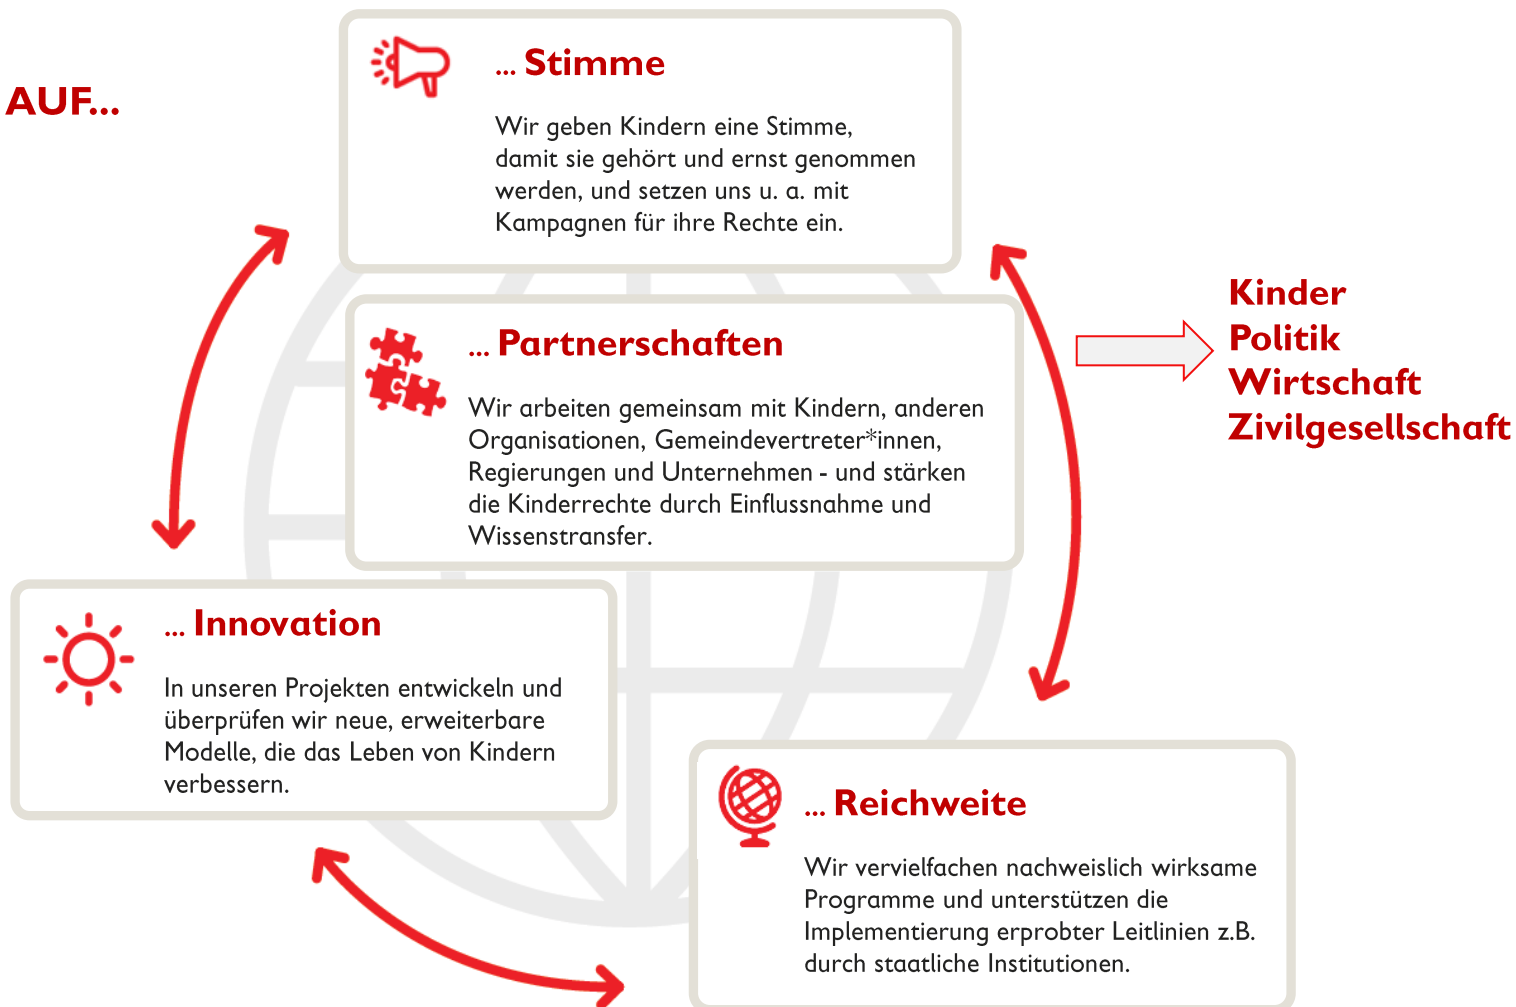 AUF...
... Stimme
Wir geben Kindern eine Stimme,
damit sie gehört und ernst genommen
werden, und setzen uns u. a. mit
Kampagnen für ihre Rechte ein.
... Partnerschaften
Wir arbeiten gemeinsam mit Kindern, anderen
Organisationen, Gemeindevertreter*innen,
Regierungen und Unternehmen - und stärken
die Kinderrechte durch Einflussnahme und
Wissenstransfer.
Kinder
Politik
Wirtschaft
Zivilgesellschaft
... Innovation
In unseren Projekten entwickeln und
überprüfen wir neue, erweiterbare
Modelle, die das Leben von Kindern
verbessern.
... Reichweite
Wir vervielfachen nachweislich wirksame
Programme und unterstützen die
Implementierung erprobter Leitlinien z.B.
durch staatliche Institutionen.